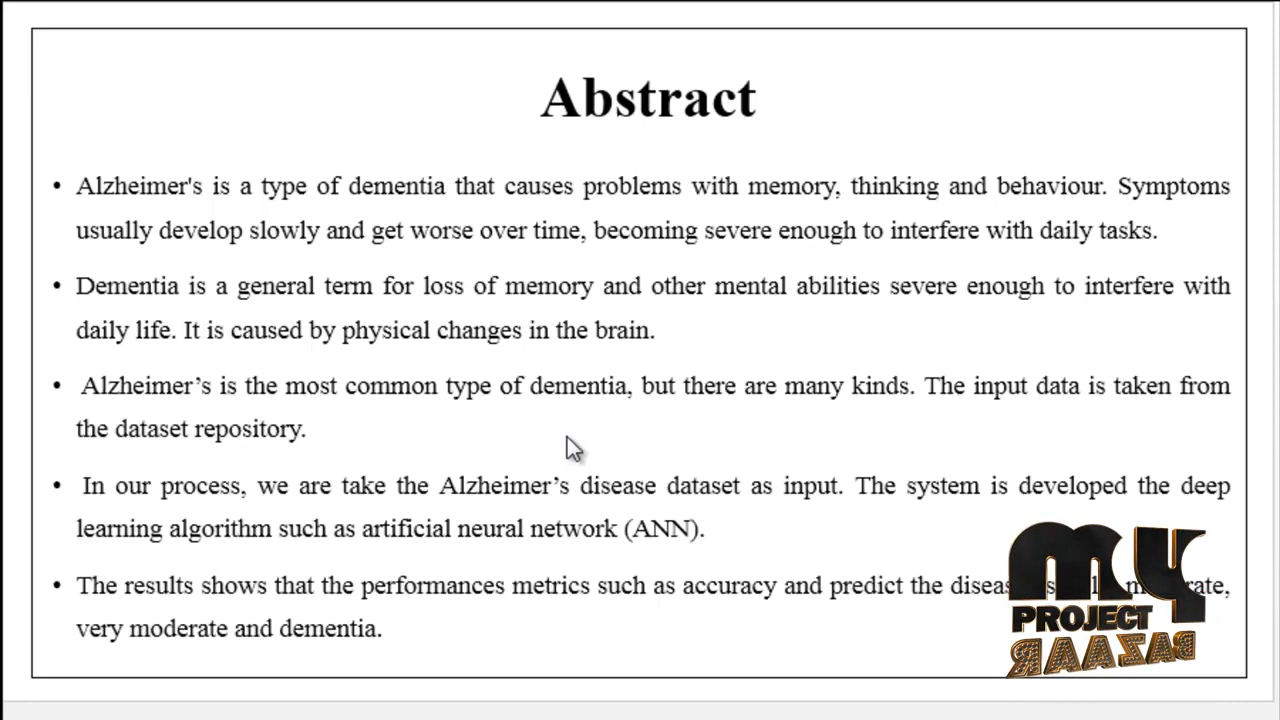 Abstract
• Alzheimer's is a type of dementia that causes problems with memory, thinking and behaviour. Symptoms
usually develop slowly and get worse over time, becoming severe enough to interfere with daily tasks.
• Dementia is a general term for loss of memory and other mental abilities severe enough to interfere with
daily life. It is caused by physical changes in the brain.
• Alzheimer’s is the most common type of dementia, but there are many kinds. The input data is taken from
the dataset repository.
• In our process, we are take the Alzheimer’s disease dataset as input. The system is developed the deep
learning algorithm such as artificial neural network (ANN).
• The results shows that the performances metrics such as accuracy and predict the
very moderate and dementia.
MY
PROJECT
BAZAAR